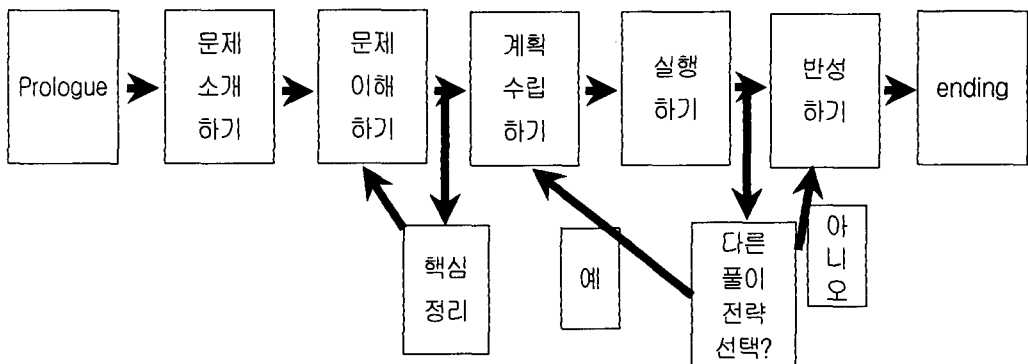 Prologue
문제
소개
하기
문제
이해
하기
계획
수립
하기
실행
하기
반성
하기
ending
핵심
정리
예
다른
풀이
전략
선택?
아
니
오